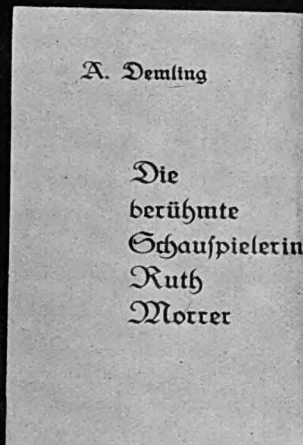 A. Demling
Die
berühmte
Schauspielerin
Ruth
Morrer